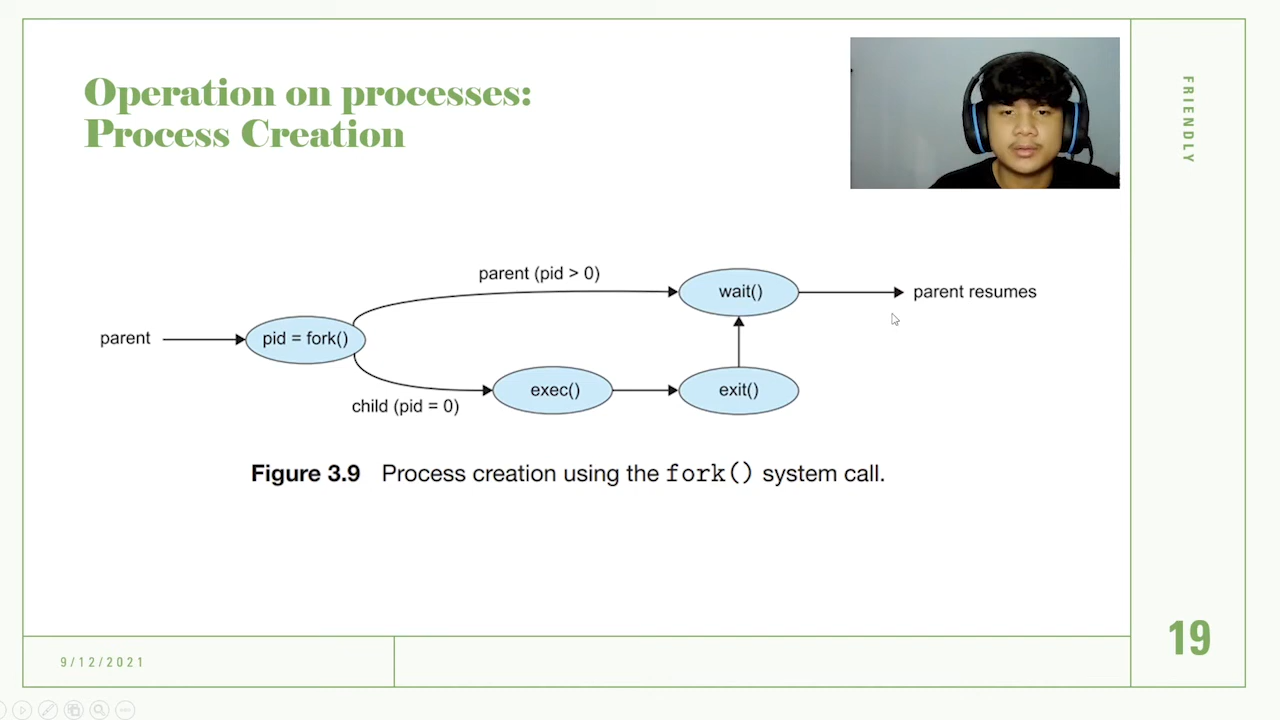 Operation on processes:
Process Creation
FRIENDLY
parent (pid > 0)
wait()
parent resumes
parent
pid = fork()
exec()
exit()
child (pid = 0)
Figure 3.9 Process creation using the fork() system call.
19
9/12/2021